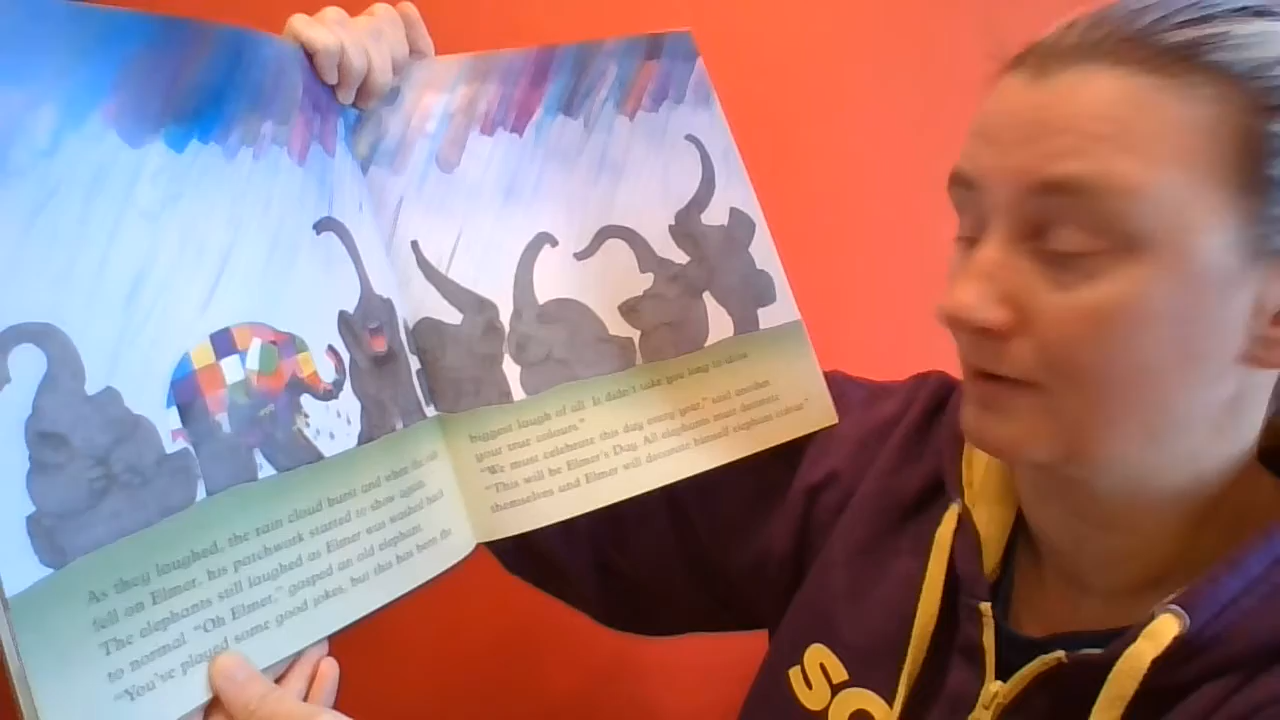 As they laughed, the rain cloud burst and when the rain
fell on Elmer, his patchwork started to show again.
The elephants still laughed as Elmer was washed back
to normal. "Oh Elmer," gasped an old elephant.
"You've played some good jokes, but this has been the
biggest laugh of all. It didn't take you long to show
your true colours."
"We must celebrate this day every year," said another.
"This will be Elmer's Day. All elephants must decorate
themselves and Elmer will decorate himself elephant colour."
SO